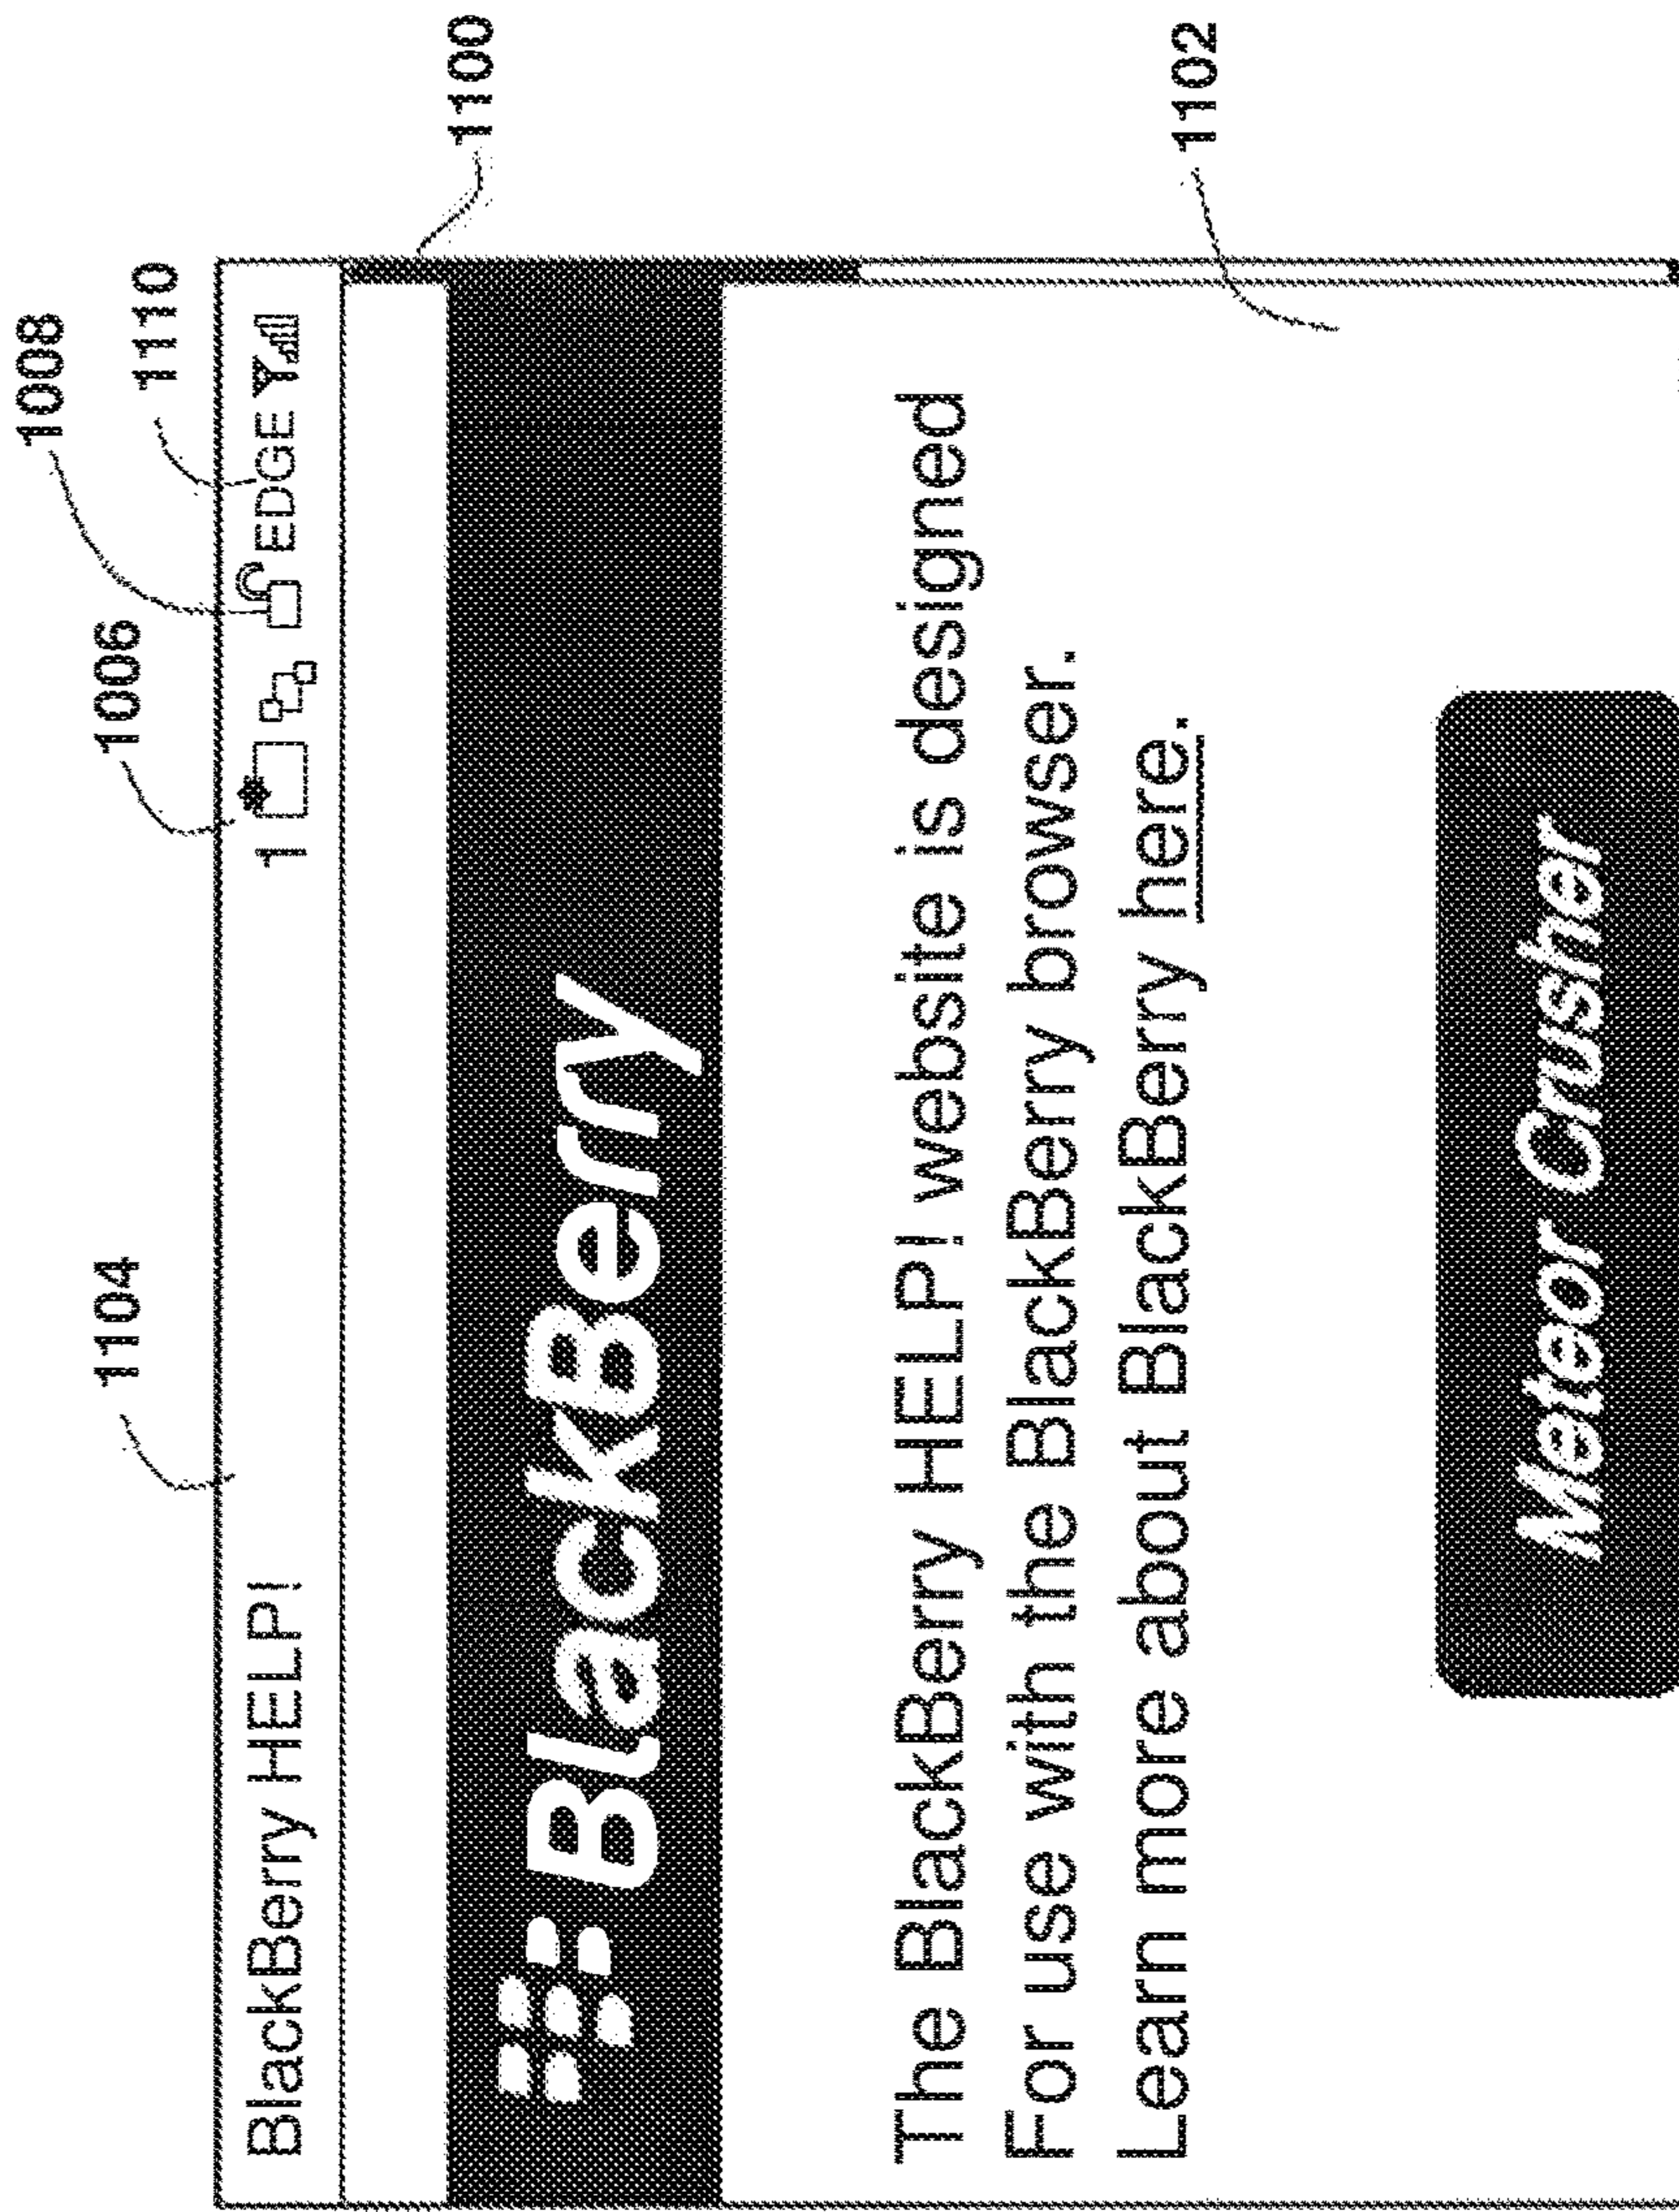 1008
1110
1006
1104
1100
BlackBerry HELP!
1
EDGE
BlackBerry
The BlackBerry HELP! website is designed
For use with the BlackBerry browser.
Learn more about BlackBerry here.
1102
Meteor Crusher